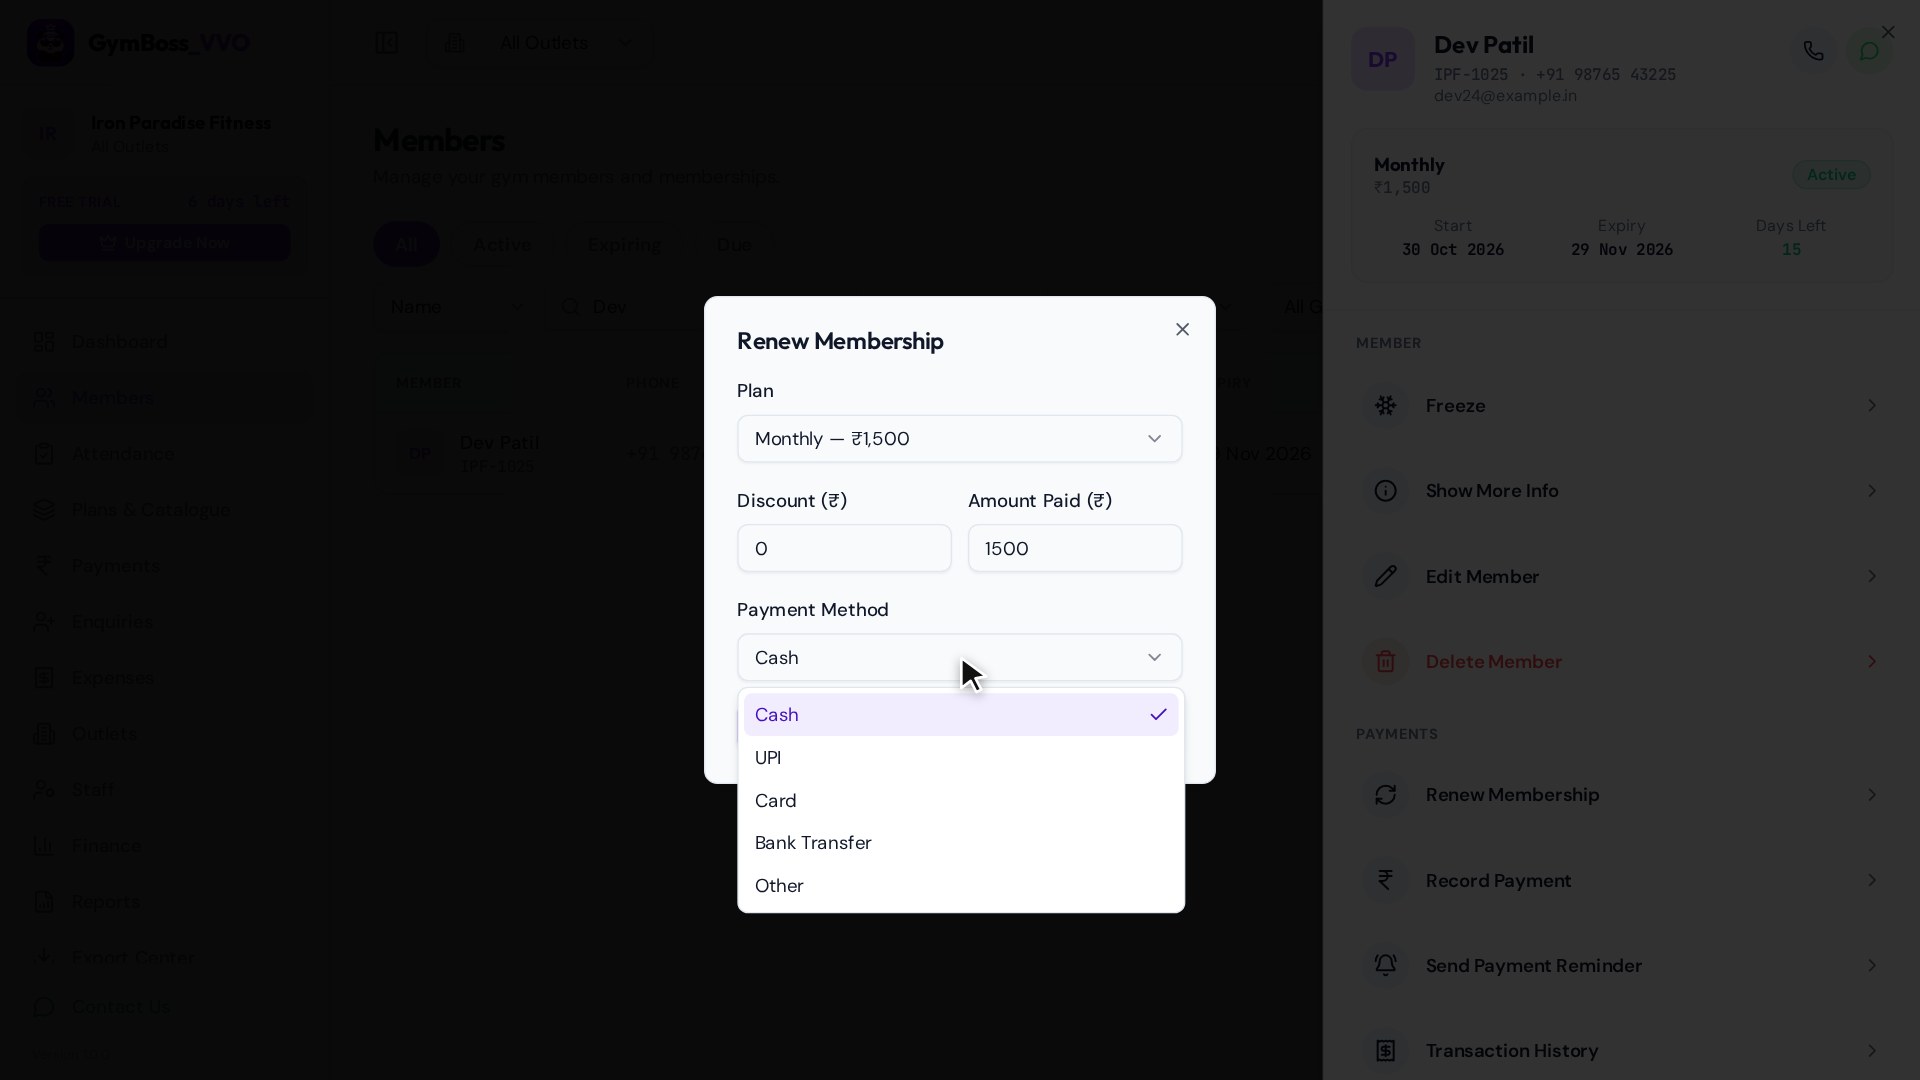 GymBoss_VVO
All Outlets
Iron Paradise Fitness
All Outlets
FREE TRIAL 6 days left
Upgrade Now
Dashboard
Members
Attendance
Plans & Catalogue
Payments
Enquiries
Expenses
Outlets
Staff
Finance
Reports
Export Center
Contact Us
Members
Manage your gym members and memberships.
All
Active
Expiring
Due
Name
Dev
All G
MEMBER
PHONE
DP
Dev Patil
IPF-1025
+91 987
Nov 2026
Renew Membership
Plan
Monthly — ₹1,500
Discount (₹)
Amount Paid (₹)
0
1500
Payment Method
Cash
Cash
UPI
Card
Bank Transfer
Other
DP
Dev Patil
IPF-1025 · +91 98765 43225
dev24@example.in
Monthly
₹1,500
Active
Start
Expiry
Days Left
30 Oct 2026
29 Nov 2026
15
MEMBER
Freeze
Show More Info
Edit Member
Delete Member
PAYMENTS
Renew Membership
Record Payment
Send Payment Reminder
Transaction History